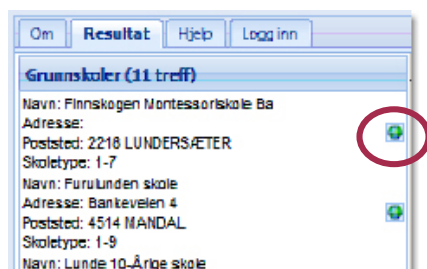 Om Resultat Hjelp Logg inn
Grunnskoler (11 treff)
Navn: Finnskogen Montessoriskole Ba
Adresse:
Poststed: 2218 LUNDERSÆTER
Skoletype: 1-7
Navn: Furulunden skole
Adresse: Bankeveien 4
Poststed: 4514 MANDAL
Skoletype: 1-9
Navn: Lunde 10-Årige skole